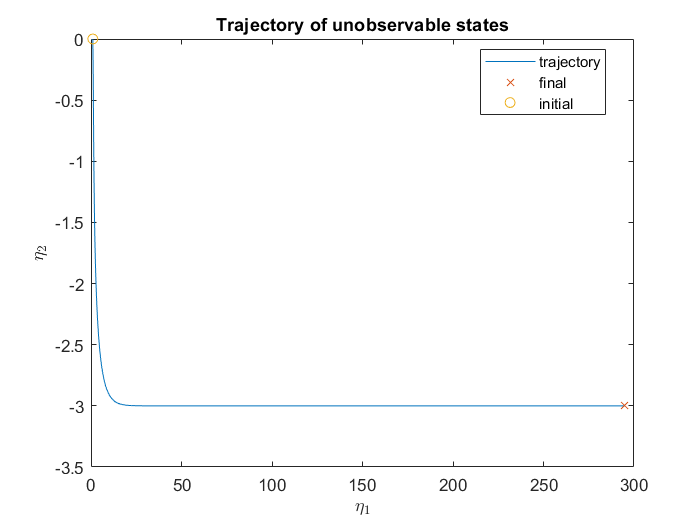 Trajectory of unobservable states
trajectory
final
initial
0
-0.5
-1
-1.5
-2
-2.5
-3
-3.5
η2
0
50
100
150
200
250
300
η1